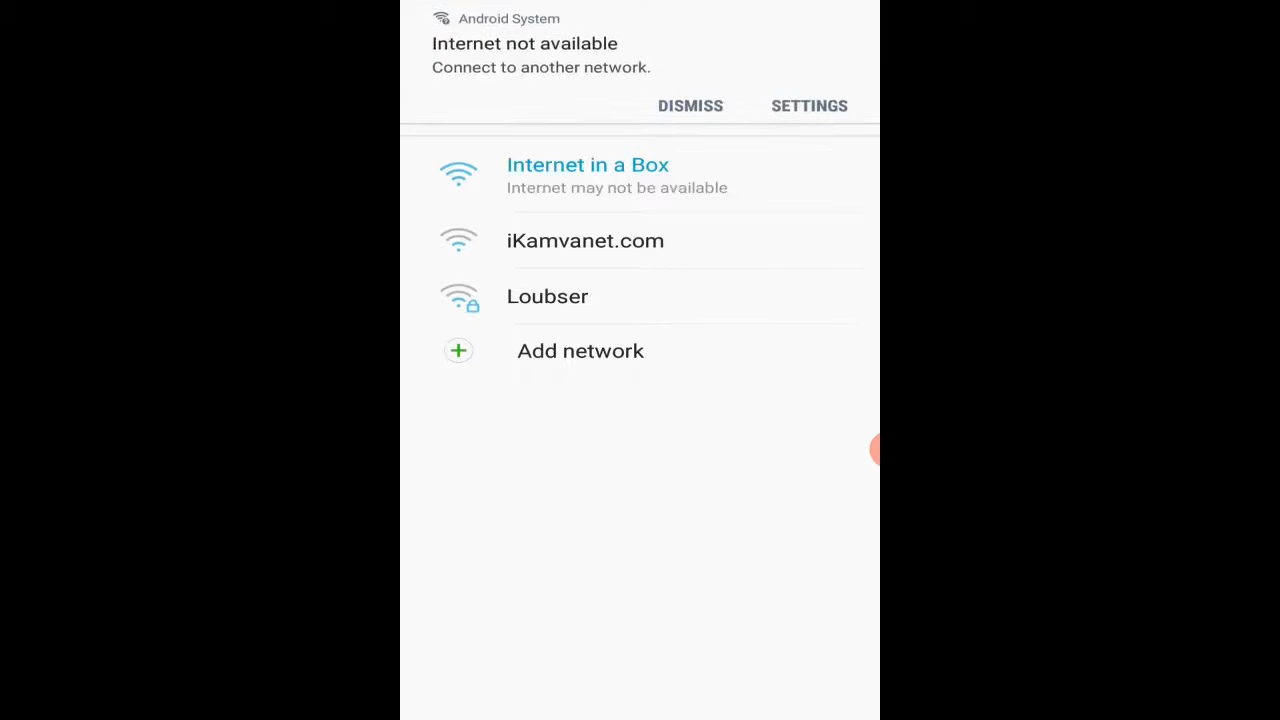 Android System
Internet not available
Connect to another network.
DISMISS SETTINGS
Internet in a Box
Internet may not be available
iKamvanet.com
Loubser
Add network